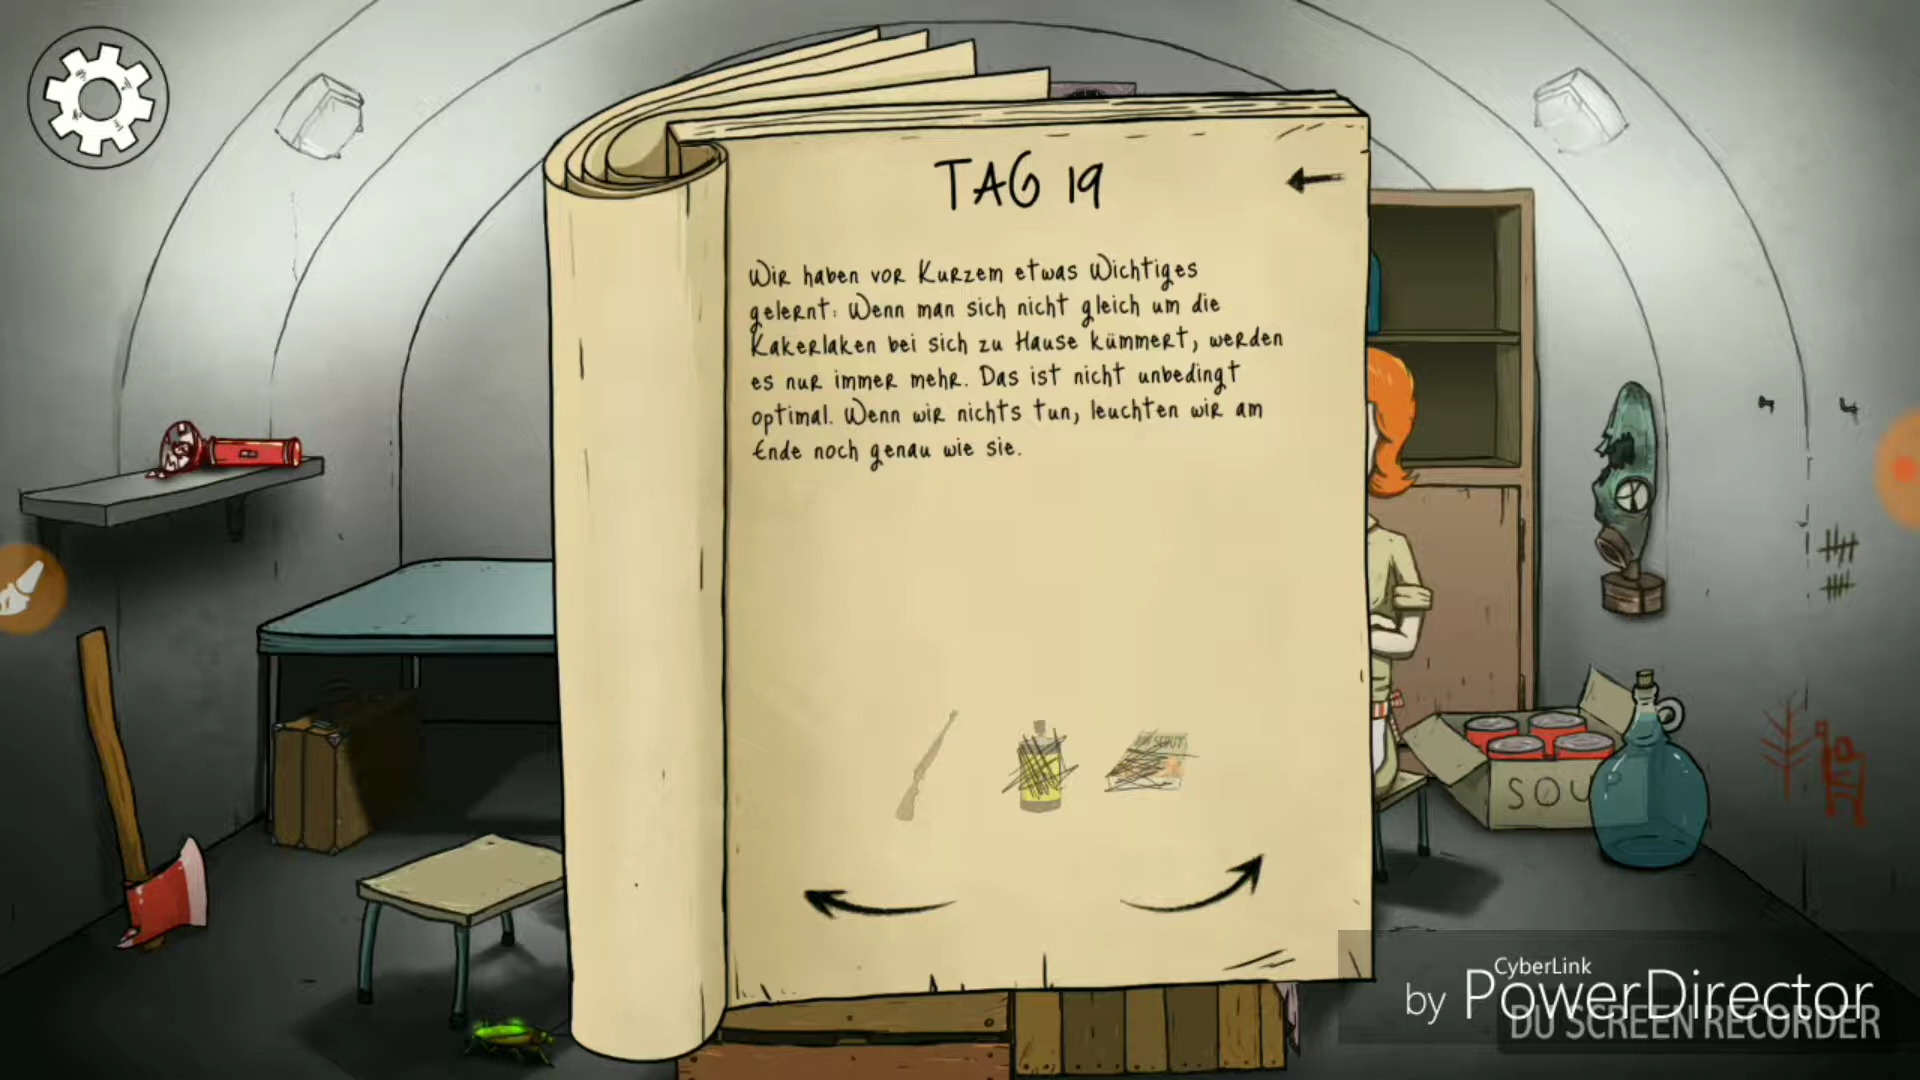 TAG 19
Wir haben vor Kurzem etwas Wichtiges
gelernt: Wenn man sich nicht gleich um die
Kakerlaken bei sich zu Hause kümmert, werden
es nur immer mehr. Das ist nicht unbedingt
optimal. Wenn wir nichts tun, leuchten wir am
Ende noch genau wie sie.
SOU
CyberLink
by PowerDirector
DU SCREEN RECORDER